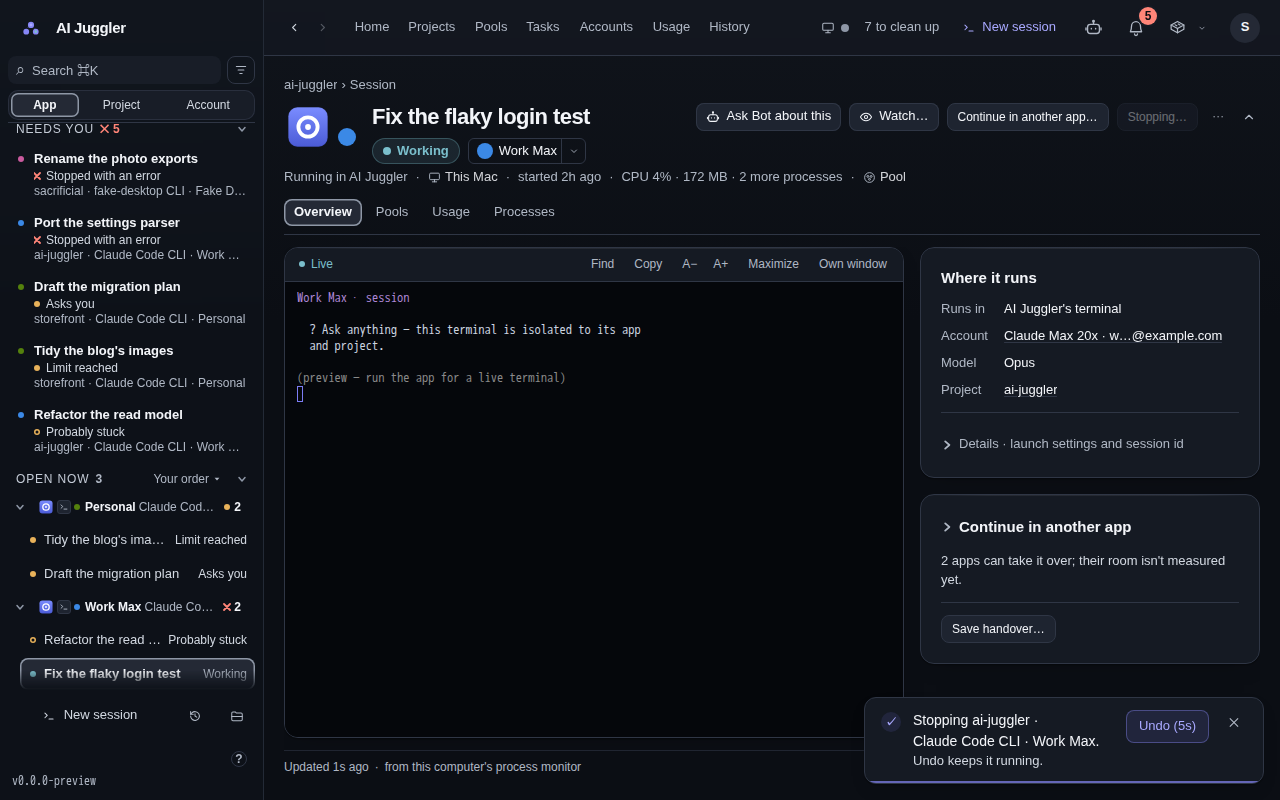 AI Juggler
Search ⌘K
App Project Account
NEEDS YOU 5
Rename the photo exports
Stopped with an error
sacrificial · fake-desktop CLI · Fake D…
Port the settings parser
Stopped with an error
ai-juggler · Claude Code CLI · Work …
Draft the migration plan
Asks you
storefront · Claude Code CLI · Personal
Tidy the blog's images
Limit reached
storefront · Claude Code CLI · Personal
Refactor the read model
Probably stuck
ai-juggler · Claude Code CLI · Work …
OPEN NOW 3 Your order
Personal Claude Cod… 2
Tidy the blog's ima… Limit reached
Draft the migration plan Asks you
Work Max Claude Co… 2
Refactor the read … Probably stuck
Fix the flaky login test Working
New session
?
v0.0.0-preview
Home Projects Pools Tasks Accounts Usage History 7 to clean up New session 5 S
ai-juggler › Session
Fix the flaky login test
Ask Bot about this Watch… Continue in another app… Stopping… …
Working Work Max
Running in AI Juggler · This Mac · started 2h ago · CPU 4% · 172 MB · 2 more processes · Pool
Overview Pools Usage Processes
Live Find Copy A− A+ Maximize Own window
Work Max · session
? Ask anything — this terminal is isolated to its app
and project.
(preview — run the app for a live terminal)
Where it runs
Runs in AI Juggler's terminal
Account Claude Max 20x · w…@example.com
Model Opus
Project ai-juggler
Details · launch settings and session id
Continue in another app
2 apps can take it over; their room isn't measured
yet.
Save handover…
Updated 1s ago · from this computer's process monitor
Stopping ai-juggler ·
Claude Code CLI · Work Max.
Undo keeps it running.
Undo (5s)